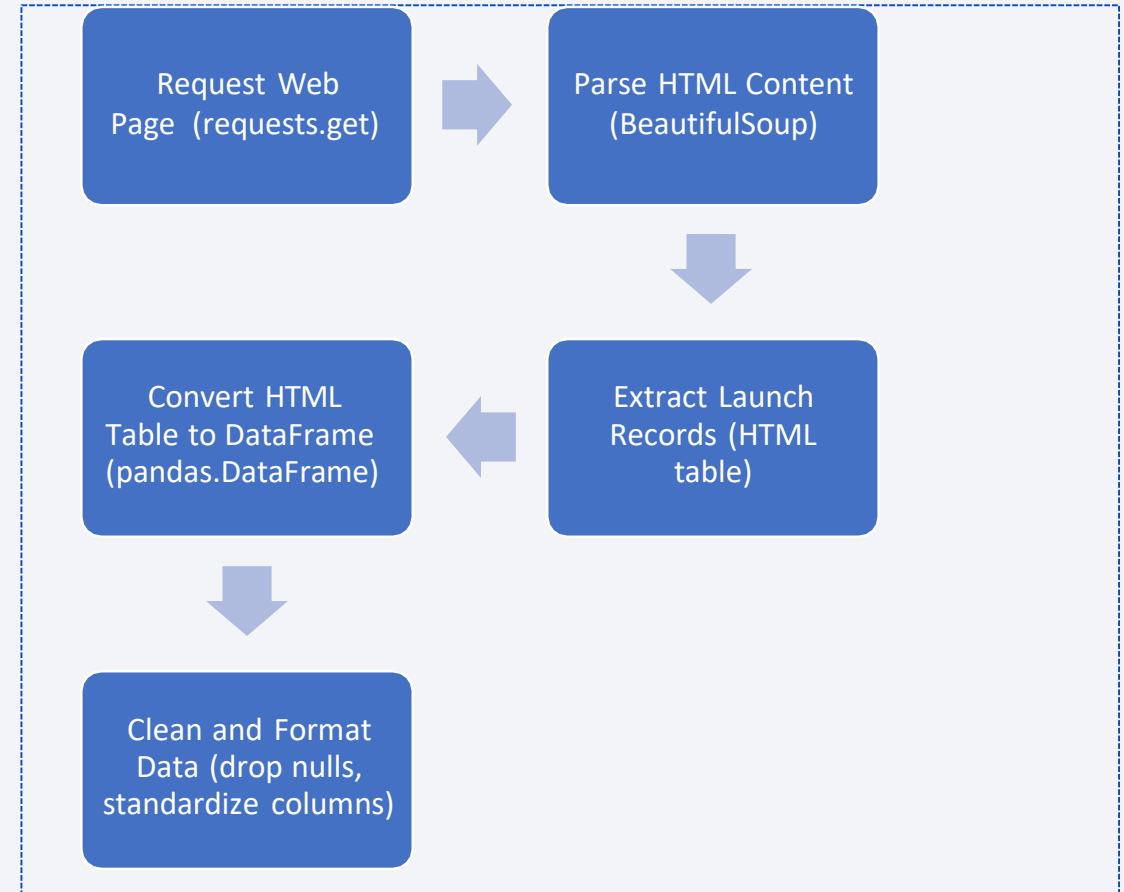 Request Web
Page (requests.get)
Parse HTML Content
(BeautifulSoup)
Extract Launch
Records (HTML
table)
Convert HTML
Table to DataFrame
(pandas.DataFrame)
Clean and Format
Data (drop nulls,
standardize columns)